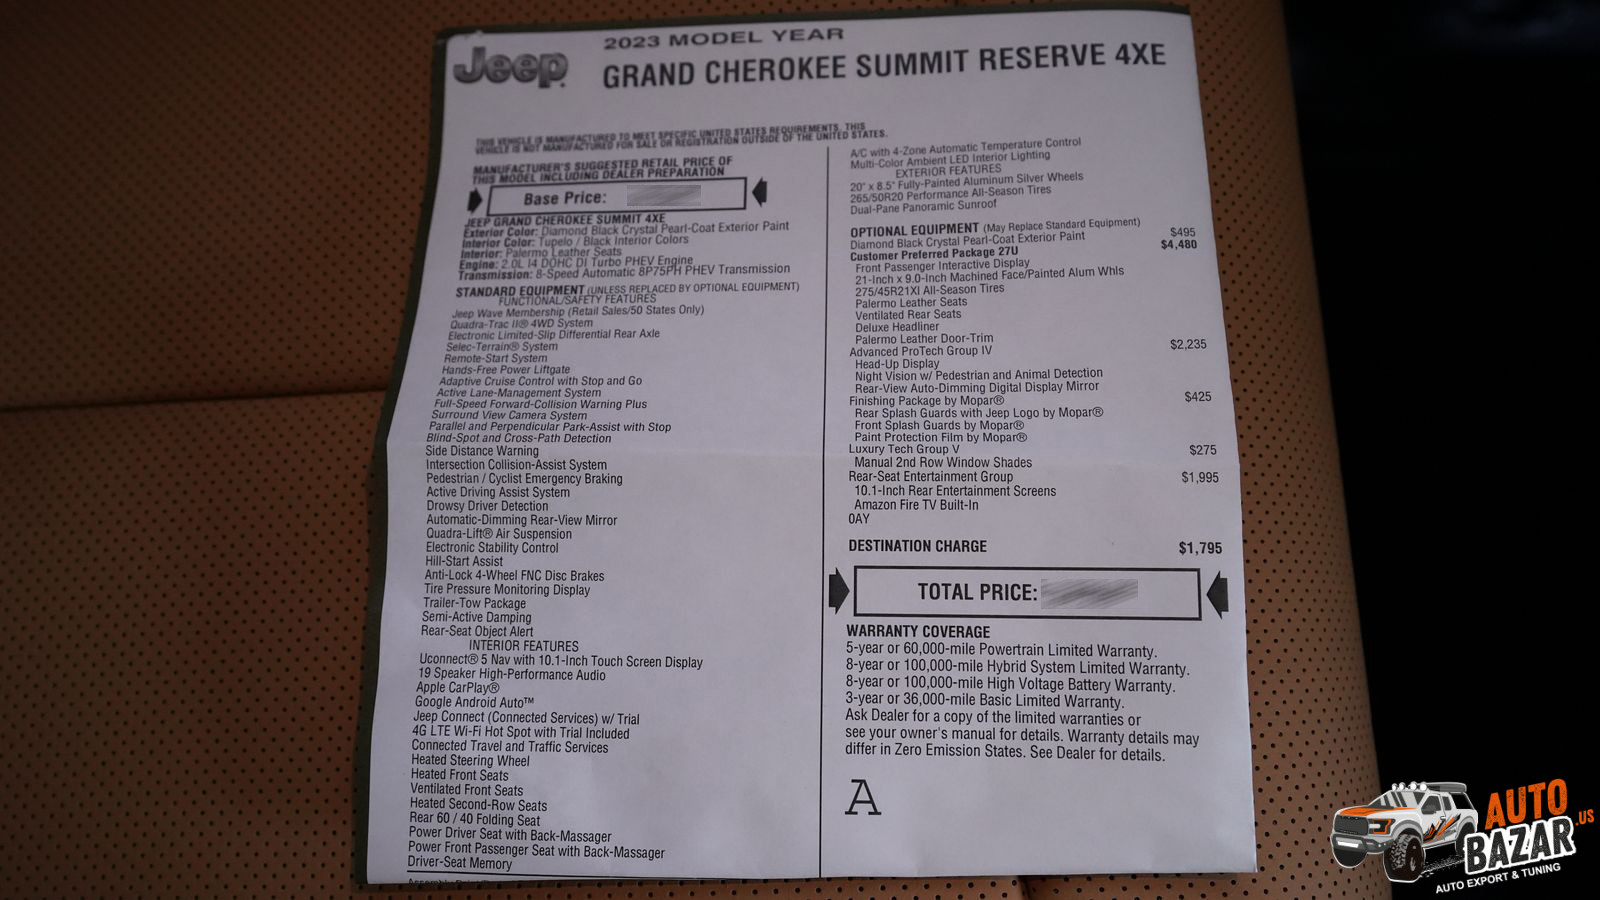 Jeep
2023 MODEL YEAR
GRAND CHEROKEE SUMMIT RESERVE 4XE
THIS VEHICLE IS MANUFACTURED TO MEET SPECIFIC UNITED STATES REQUIREMENTS. THIS
VEHICLE IS NOT MANUFACTURED FOR SALE OR REGISTRATION OUTSIDE OF THE UNITED STATES.
MANUFACTURER'S SUGGESTED RETAIL PRICE OF
THIS MODEL INCLUDING DEALER PREPARATION
Base Price:
JEEP GRAND CHEROKEE SUMMIT 4XE
Exterior Color: Diamond Black Crystal Pearl-Coat Exterior Paint
Interior Color: Tupelo / Black Interior Colors
Interior: Palermo Leather Seats
Engine: 2.0L I4 DOHC DI Turbo PHEV Engine
Transmission: 8-Speed Automatic 8P75PH PHEV Transmission
STANDARD EQUIPMENT (UNLESS REPLACED BY OPTIONAL EQUIPMENT)
FUNCTIONAL/SAFETY FEATURES
Jeep Wave Membership (Retail Sales/50 States Only)
Quadra-Trac II® 4WD System
Electronic Limited-Slip Differential Rear Axle
Selec-Terrain® System
Remote-Start System
Hands-Free Power Liftgate
Adaptive Cruise Control with Stop and Go
Active Lane-Management System
Full-Speed Forward-Collision Warning Plus
Surround View Camera System
Parallel and Perpendicular Park-Assist with Stop
Blind-Spot and Cross-Path Detection
Side Distance Warning
Intersection Collision-Assist System
Pedestrian / Cyclist Emergency Braking
Active Driving Assist System
Drowsy Driver Detection
Automatic-Dimming Rear-View Mirror
Quadra-Lift® Air Suspension
Electronic Stability Control
Hill-Start Assist
Anti-Lock 4-Wheel FNC Disc Brakes
Tire Pressure Monitoring Display
Trailer-Tow Package
Semi-Active Damping
Rear-Seat Object Alert
INTERIOR FEATURES
Uconnect® 5 Nav with 10.1-Inch Touch Screen Display
19 Speaker High-Performance Audio
Apple CarPlay®
Google Android Auto™
Jeep Connect (Connected Services) w/ Trial
4G LTE Wi-Fi Hot Spot with Trial Included
Connected Travel and Traffic Services
Heated Steering Wheel
Heated Front Seats
Ventilated Front Seats
Heated Second-Row Seats
Rear 60 / 40 Folding Seat
Power Driver Seat with Back-Massager
Power Front Passenger Seat with Back-Massager
Driver-Seat Memory
A/C with 4-Zone Automatic Temperature Control
Multi-Color Ambient LED Interior Lighting
EXTERIOR FEATURES
20" x 8.5" Fully-Painted Aluminum Silver Wheels
265/50R20 Performance All-Season Tires
Dual-Pane Panoramic Sunroof
OPTIONAL EQUIPMENT (May Replace Standard Equipment)
Diamond Black Crystal Pearl-Coat Exterior Paint $495
Customer Preferred Package 27U $4,480
Front Passenger Interactive Display
21-Inch x 9.0-Inch Machined Face/Painted Alum Whls
275/45R21Xl All-Season Tires
Palermo Leather Seats
Ventilated Rear Seats
Deluxe Headliner
Palermo Leather Door-Trim
Advanced ProTech Group IV $2,235
Head-Up Display
Night Vision w/ Pedestrian and Animal Detection
Rear-View Auto-Dimming Digital Display Mirror
Finishing Package by Mopar® $425
Rear Splash Guards with Jeep Logo by Mopar®
Front Splash Guards by Mopar®
Paint Protection Film by Mopar®
Luxury Tech Group V $275
Manual 2nd Row Window Shades
Rear-Seat Entertainment Group $1,995
10.1-Inch Rear Entertainment Screens
Amazon Fire TV Built-In
0AY
DESTINATION CHARGE $1,795
TOTAL PRICE:
WARRANTY COVERAGE
5-year or 60,000-mile Powertrain Limited Warranty.
8-year or 100,000-mile Hybrid System Limited Warranty.
8-year or 100,000-mile High Voltage Battery Warranty.
3-year or 36,000-mile Basic Limited Warranty.
Ask Dealer for a copy of the limited warranties or
see your owner's manual for details. Warranty details may
differ in Zero Emission States. See Dealer for details.
A
AUTO
BAZAR.US
AUTO EXPORT & TUNING